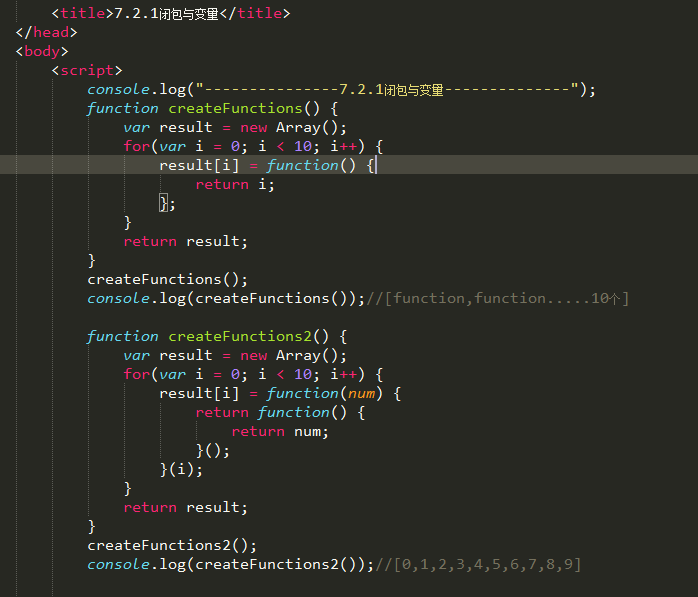 <title>7.2.1闭包与变量</title>
</head>
<body>
<script>
console.log("---------------7.2.1闭包与变量--------------");
function createFunctions() {
var result = new Array();
for(var i = 0; i < 10; i++) {
result[i] = function() {
return i;
};
}
return result;
}
createFunctions();
console.log(createFunctions());//[function,function.....10个]
function createFunctions2() {
var result = new Array();
for(var i = 0; i < 10; i++) {
result[i] = function(num) {
return function() {
return num;
}();
}(i);
}
return result;
}
createFunctions2();
console.log(createFunctions2());//[0,1,2,3,4,5,6,7,8,9]